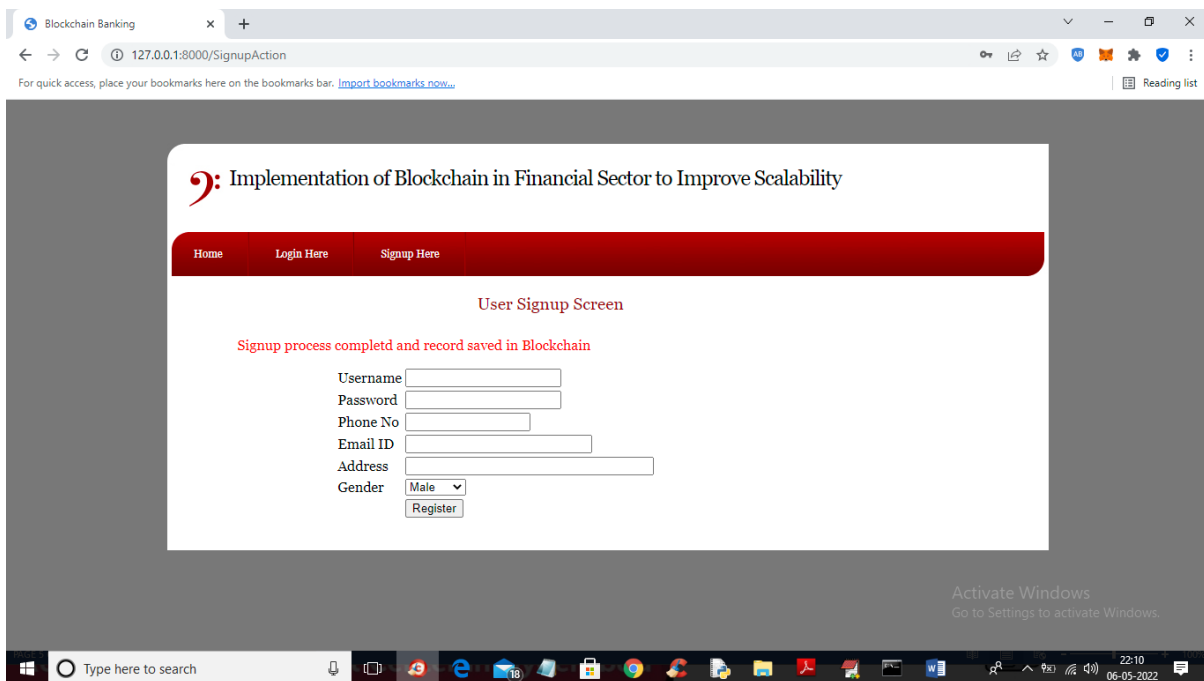 Blockchain Banking
127.0.0.1:8000/SignupAction
AB
For quick access, place your bookmarks here on the bookmarks bar. Import bookmarks now...
Reading list
Implementation of Blockchain in Financial Sector to Improve Scalability
Home Login Here Signup Here
User Signup Screen
Signup process completd and record saved in Blockchain
Username
Password
Phone No
Email ID
Address
Gender Male
Register
Activate Windows
Go to Settings to activate Windows.
Type here to search
18
22:10
06-05-2022